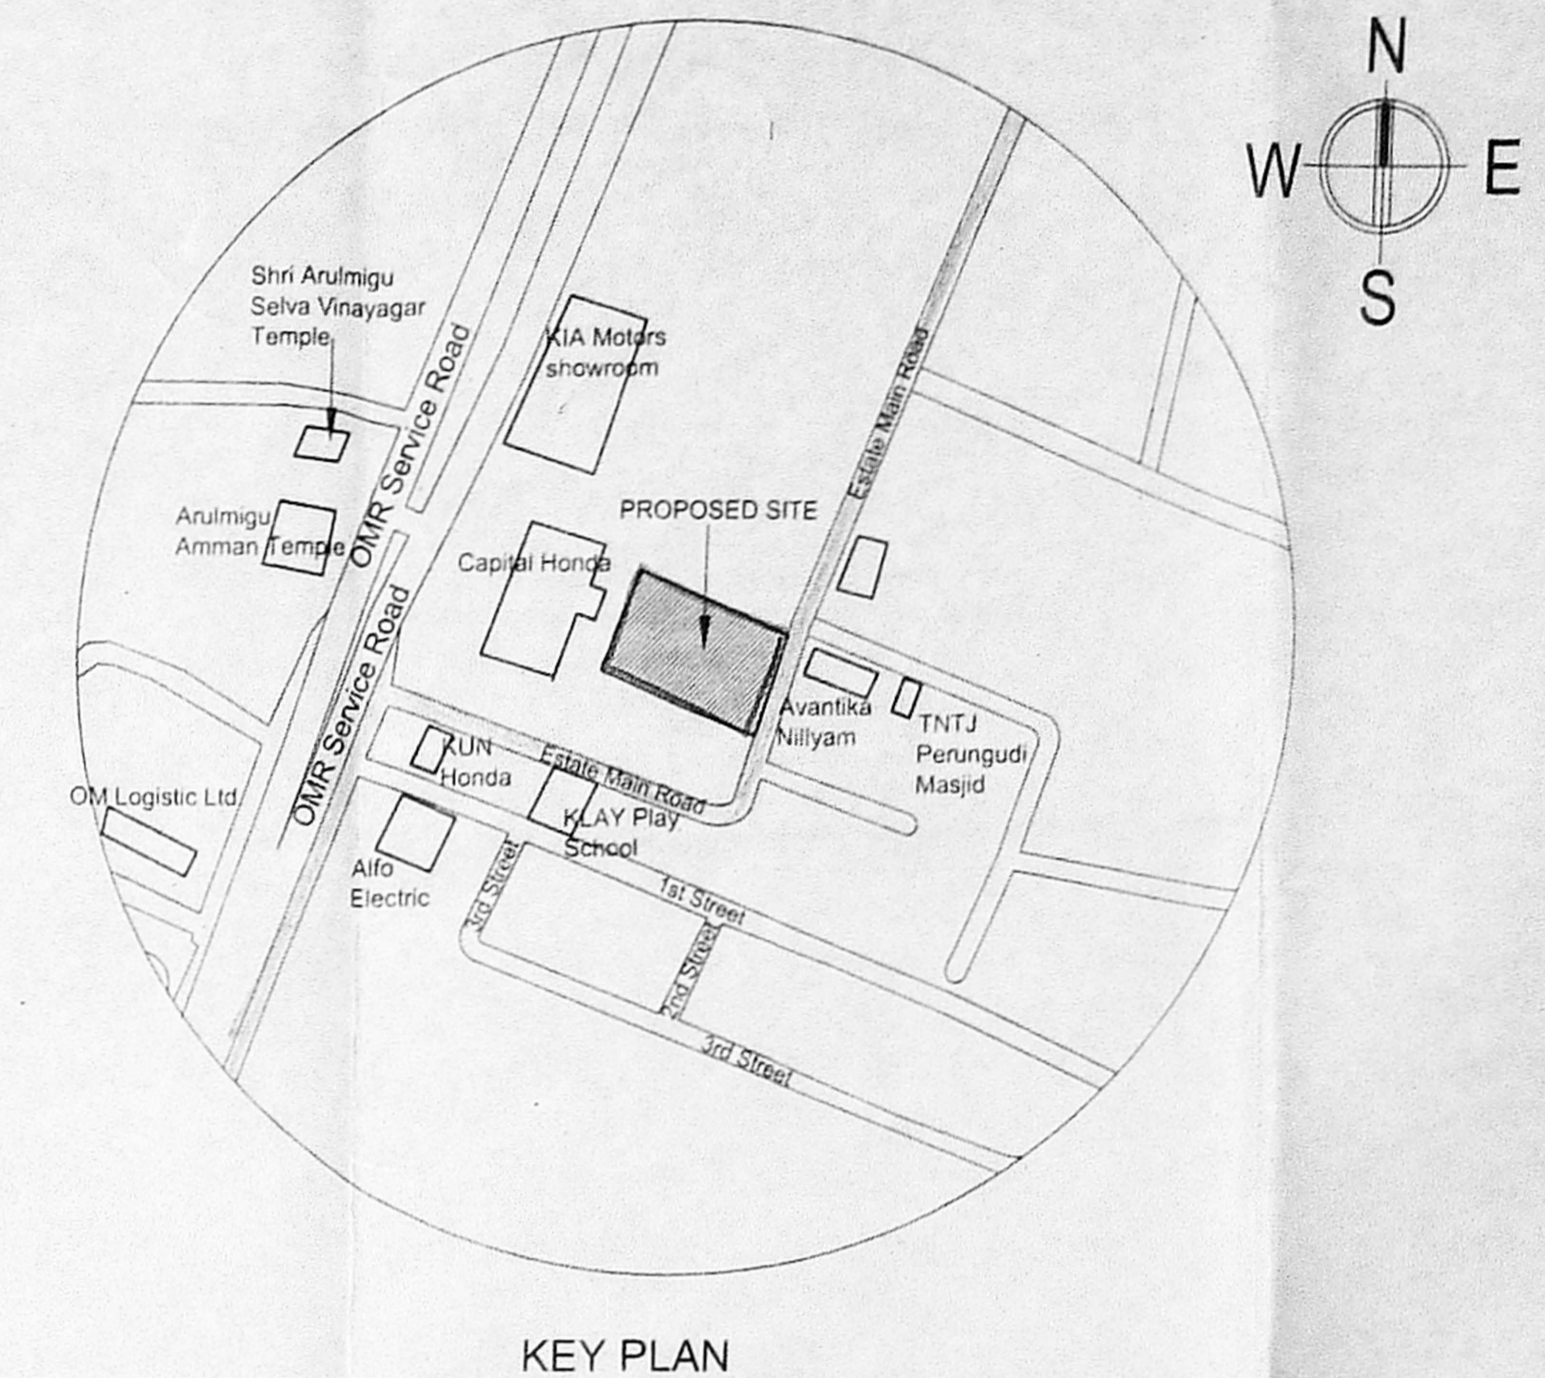 N
W
E
S
Shri Arulmigu
Selva Vinayagar
Temple
OMR Service Road
KIA Motors
showroom
Estate Main Road
Arulmigu
Amman Temple
PROPOSED SITE
Capital Honda
OMR Service Road
Avantika
Nillyam
TNTJ
Perungudi
Masjid
KUN
Honda
Estate Main Road
OM Logistic Ltd.
KLAY Play
School
Alfo
Electric
3rd Street
1st Street
2nd Street
3rd Street
KEY PLAN